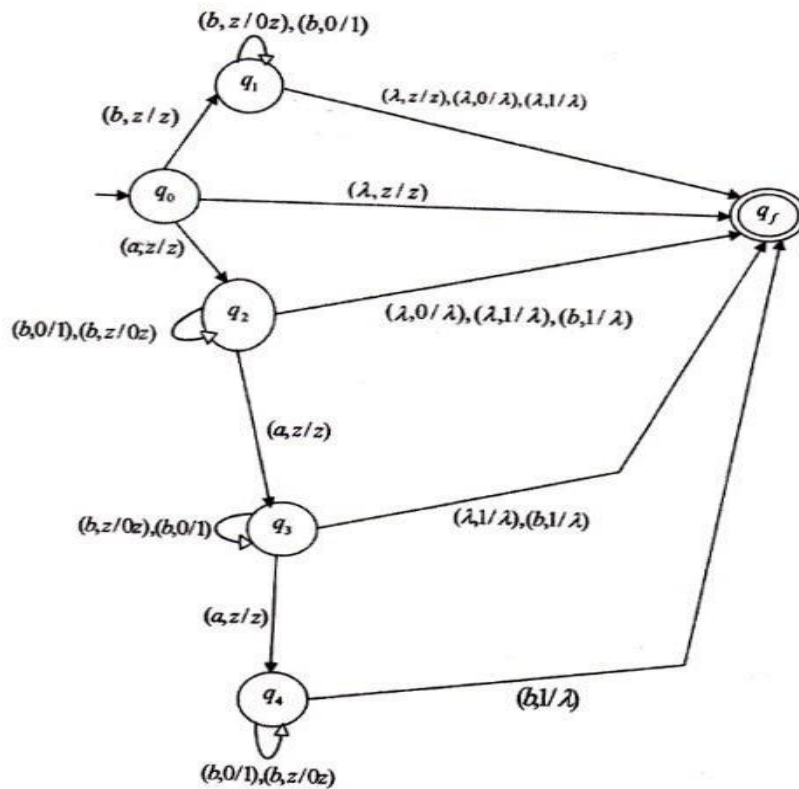 (b, z / 0z), (b, 0 / 1)
q₁
(λ, z / z), (λ, 0 / λ), (λ, 1 / λ)
(b, z / z)
q₀
(λ, z / z)
q_f
(a, z / z)
q₂
(b, 0 / 1), (b, z / 0z)
(λ, 0 / λ), (λ, 1 / λ), (b, 1 / λ)
(a, z / z)
(b, z / 0z), (b, 0 / 1)
q₃
(λ, 1 / λ), (b, 1 / λ)
(a, z / z)
q₄
(b, 1 / λ)
(b, 0 / 1), (b, z / 0z)